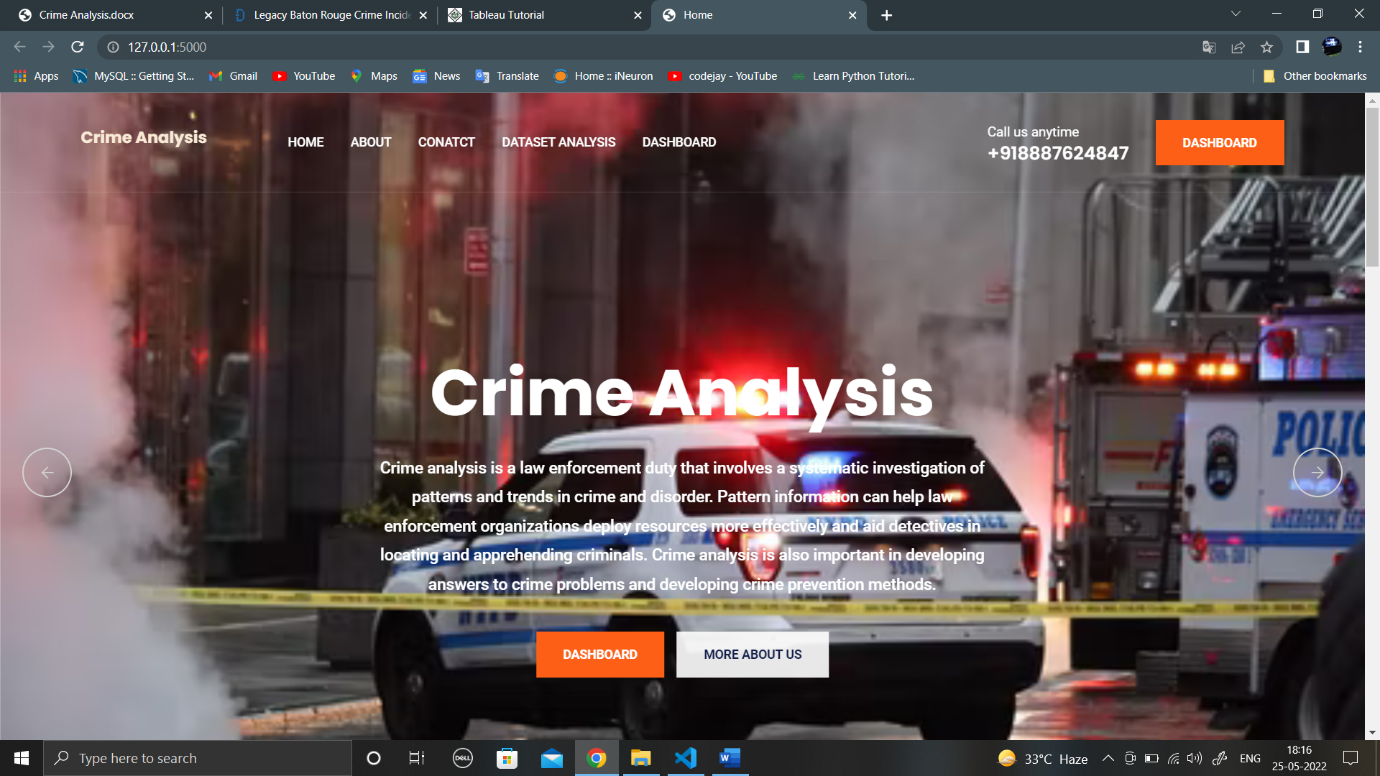 Crime Analysis.docx
Legacy Baton Rouge Crime Incide
Tableau Tutorial
Home
127.0.0.1:5000
Apps
MySQL :: Getting St...
Gmail
YouTube
Maps
News
Translate
Home :: iNeuron
codejay - YouTube
Learn Python Tutori...
Other bookmarks
Crime Analysis
HOME
ABOUT
CONATCT
DATASET ANALYSIS
DASHBOARD
Call us anytime
+918887624847
DASHBOARD
Crime Analysis
Crime analysis is a law enforcement duty that involves a systematic investigation of
patterns and trends in crime and disorder. Pattern information can help law
enforcement organizations deploy resources more effectively and aid detectives in
locating and apprehending criminals. Crime analysis is also important in developing
answers to crime problems and developing crime prevention methods.
DASHBOARD
MORE ABOUT US
POLICE
EMERGENCY
Type here to search
DELL
33°C Haze
ENG
18:16
25-05-2022